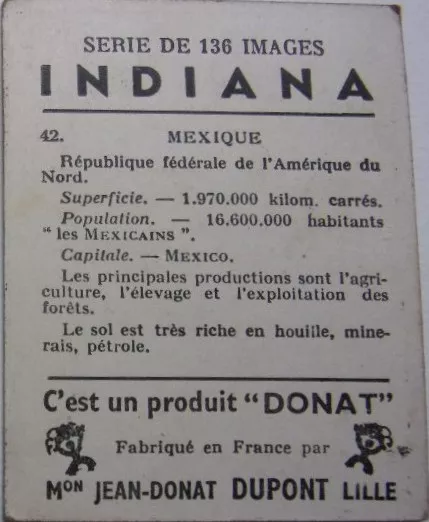 SERIE DE 136 IMAGES
INDIANA
42. MEXIQUE
République fédérale de l'Amérique du
Nord.
Superficie. — 1.970.000 kilom. carrés.
Population. — 16.600.000 habitants
" les MEXICAINS ".
Capitale. — MEXICO.
Les principales productions sont l'agri-
culture, l'élevage et l'exploitation des
forêts.
Le sol est très riche en houille, mine-
rais, pétrole.
C'est un produit "DONAT"
Fabriqué en France par
MON JEAN-DONAT DUPONT LILLE